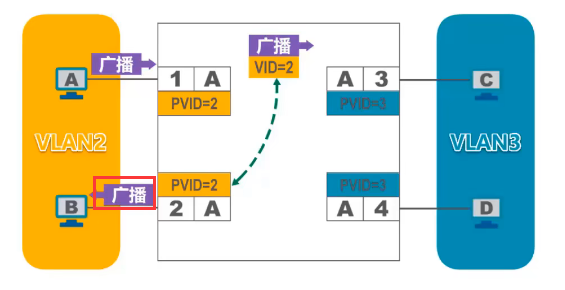 广播
VID=2
广播
A
1 A
PVID=2
A 3
PVID=3
C
VLAN2
VLAN3
PVID=2
2 A
PVID=3
A 4
广播
B
D